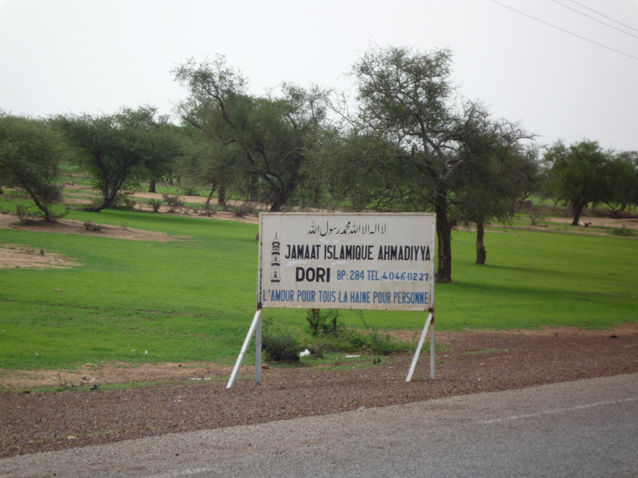 لا اله الا الله محمد رسول الله
JAMAAT ISLAMIQUE AHMADIYYA
DORI BP:284 TEL 40460227
L'AMOUR POUR TOUS LA HAINE POUR PERSONNE